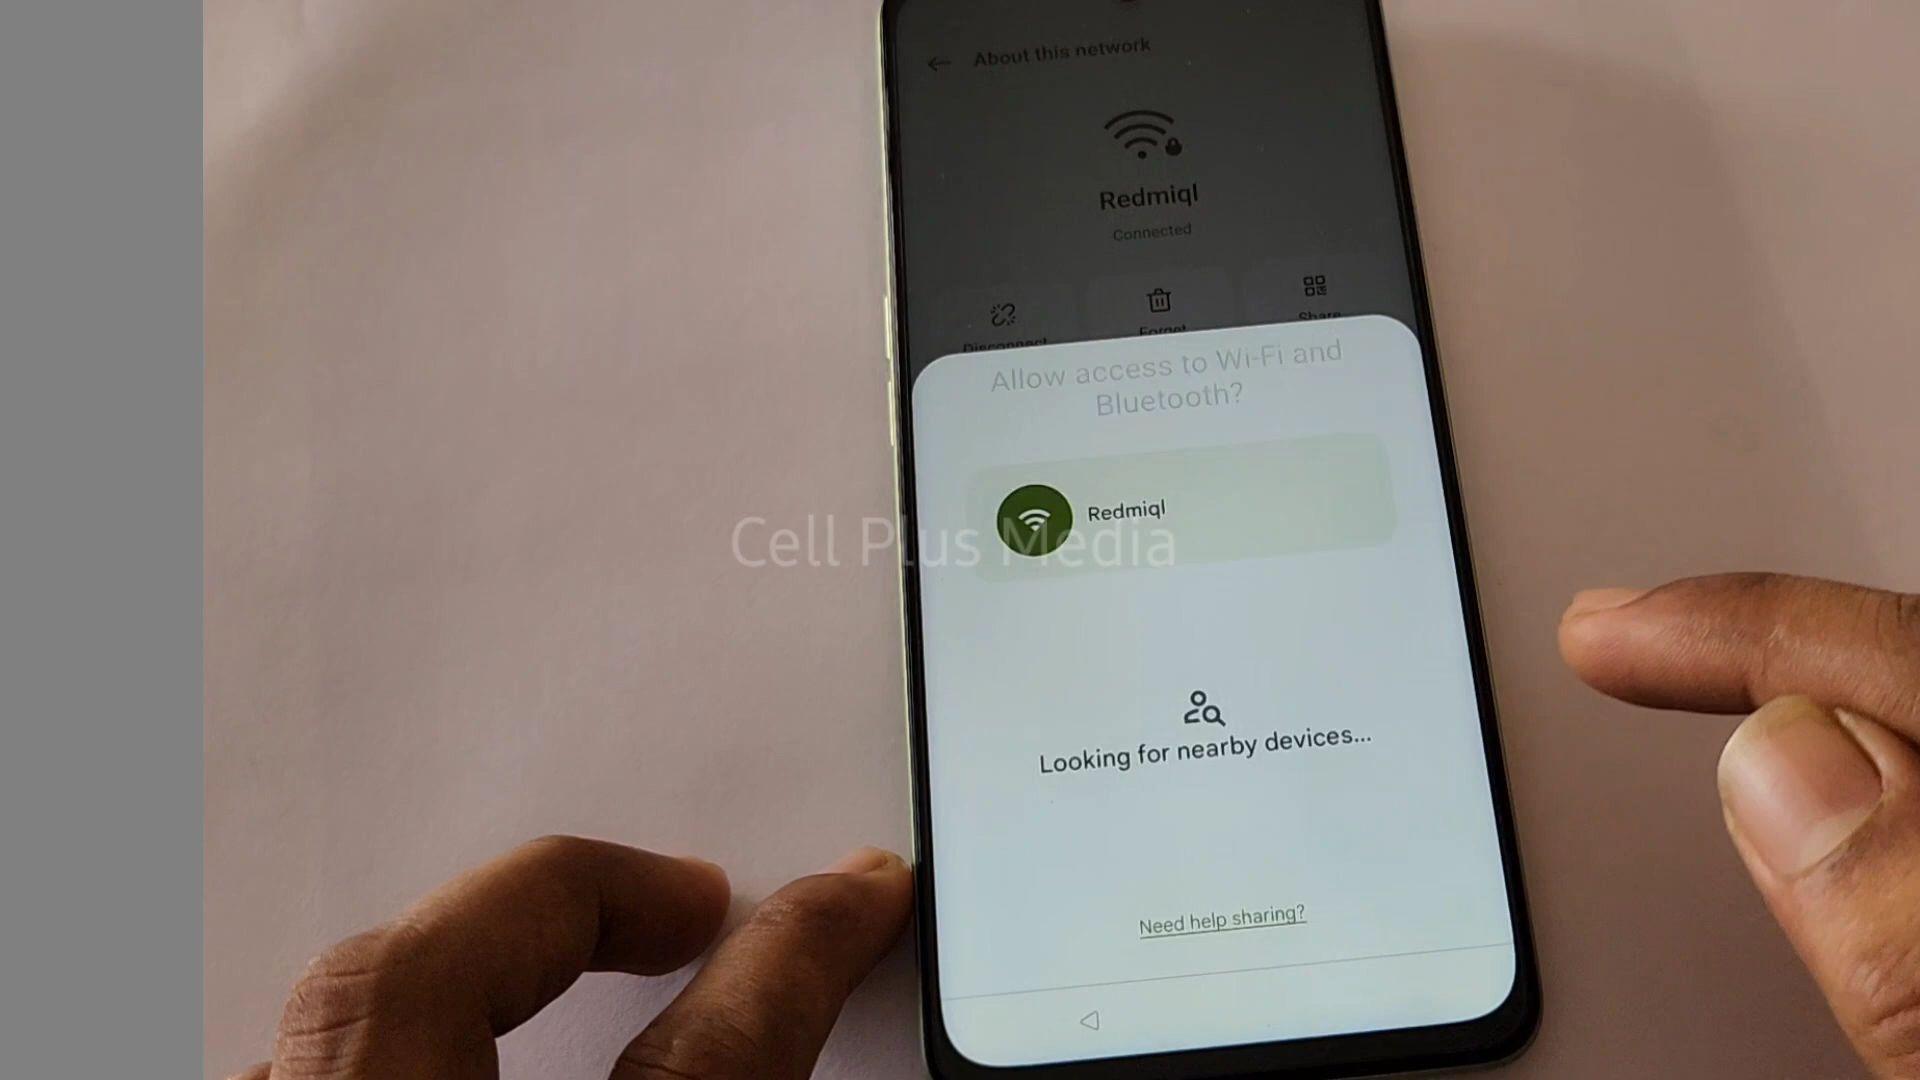 About this network
Redmiql
Connected
Disconnect
Forget
Share
Allow access to Wi-Fi and
Bluetooth?
Redmiql
Cell Plus Media
Looking for nearby devices...
Need help sharing?